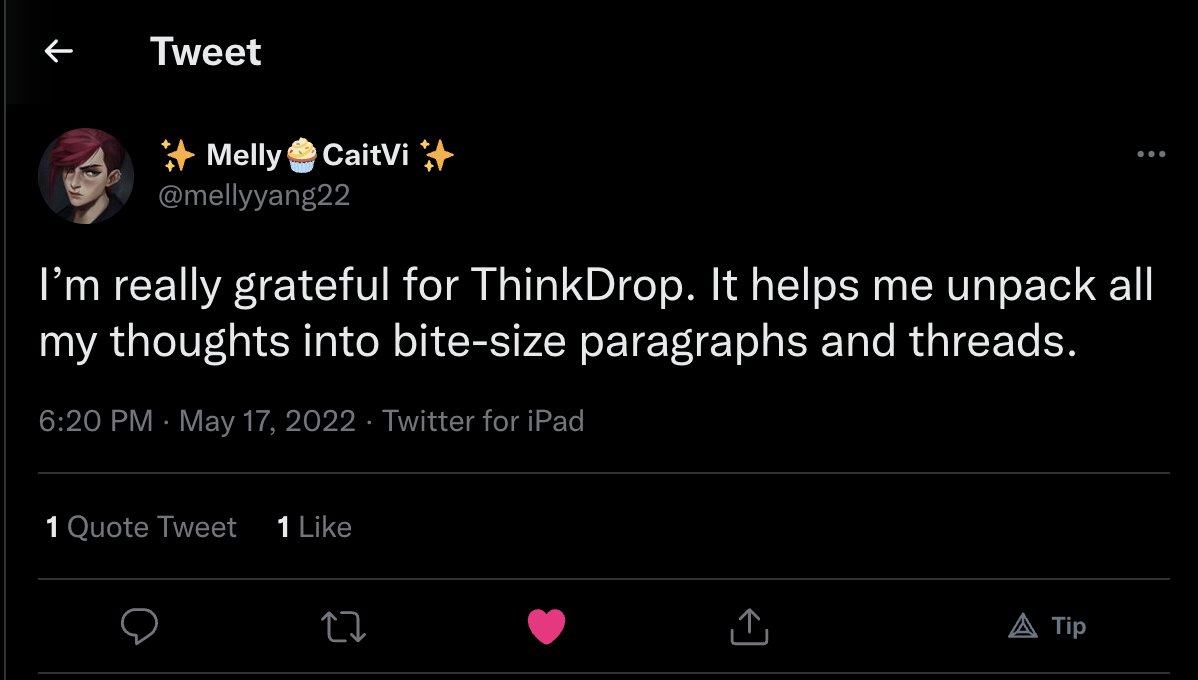 Tweet
✨ Melly🧁CaitVi ✨
@mellyyang22
I’m really grateful for ThinkDrop. It helps me unpack all
my thoughts into bite-size paragraphs and threads.
6:20 PM · May 17, 2022 · Twitter for iPad
1 Quote Tweet 1 Like
Tip